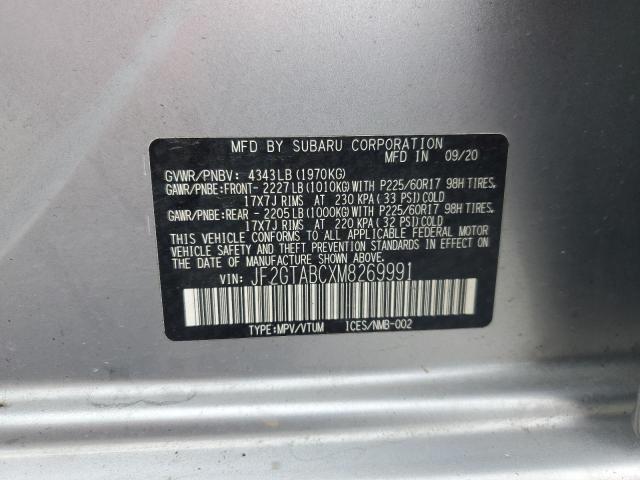 MFD BY SUBARU CORPORATION
MFD IN 09/20
GVWR/PNBV: 4343LB (1970KG)
GAWR/PNBE:FRONT- 2227LB (1010KG) WITH P225/60R17 98H TIRES,
17X7J RIMS AT 230 KPA (33 PSI) COLD
GAWR/PNBE:REAR - 2205LB (1000KG) WITH P225/60R17 98H TIRES,
17X7J RIMS AT 220 KPA (32 PSI) COLD
THIS VEHICLE CONFORMS TO ALL APPLICABLE FEDERAL MOTOR
VEHICLE SAFETY AND THEFT PREVENTION STANDARDS IN EFFECT
ON THE DATE OF MANUFACTURE SHOWN ABOVE.
VIN: JF2GTABCXM8269991
TYPE:MPV/VTUM ICES/NMB-002